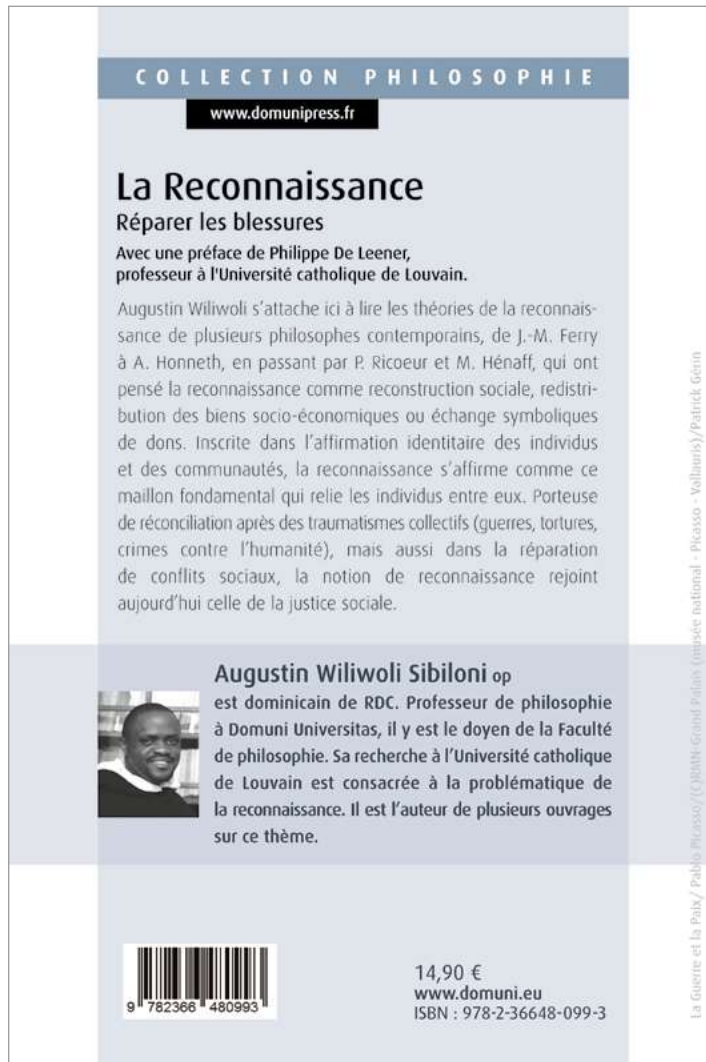 COLLECTION PHILOSOPHIE
www.domunipress.fr
La Reconnaissance
Réparer les blessures
Avec une préface de Philippe De Leener,
professeur à l'Université catholique de Louvain.
Augustin Wiliwoli s'attache ici à lire les théories de la reconnais-
sance de plusieurs philosophes contemporains, de J.-M. Ferry
à A. Honneth, en passant par P. Ricoeur et M. Hénaff, qui ont
pensé la reconnaissance comme reconstruction sociale, redistri-
bution des biens socio-économiques ou échange symboliques
de dons. Inscrite dans l'affirmation identitaire des individus
et des communautés, la reconnaissance s'affirme comme ce
maillon fondamental qui relie les individus entre eux. Porteuse
de réconciliation après des traumatismes collectifs (guerres, tortures,
crimes contre l'humanité), mais aussi dans la réparation
de conflits sociaux, la notion de reconnaissance rejoint
aujourd'hui celle de la justice sociale.
Augustin Wiliwoli Sibiloni op
est dominicain de RDC. Professeur de philosophie
à Domuni Universitas, il y est le doyen de la Faculté
de philosophie. Sa recherche à l'Université catholique
de Louvain est consacrée à la problématique de
la reconnaissance. Il est l'auteur de plusieurs ouvrages
sur ce thème.
9 782366 480993
14,90 €
www.domuni.eu
ISBN : 978-2-36648-099-3
La Guerre et la Paix/ Pablo Picasso/(C)RMN-Grand Palais (musée national - Picasso - Vallauris)/Patrick Gérin